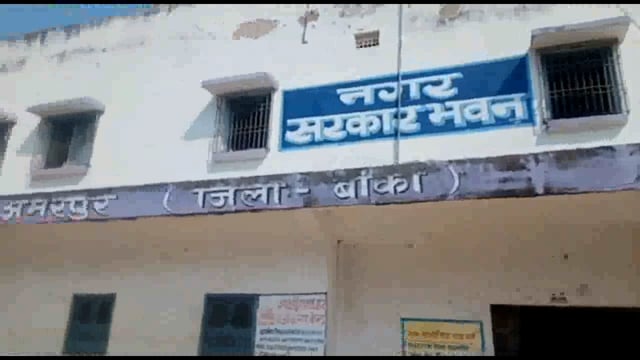 नगर
सरकार भवन
अमरपुर ( जिला - बांका )